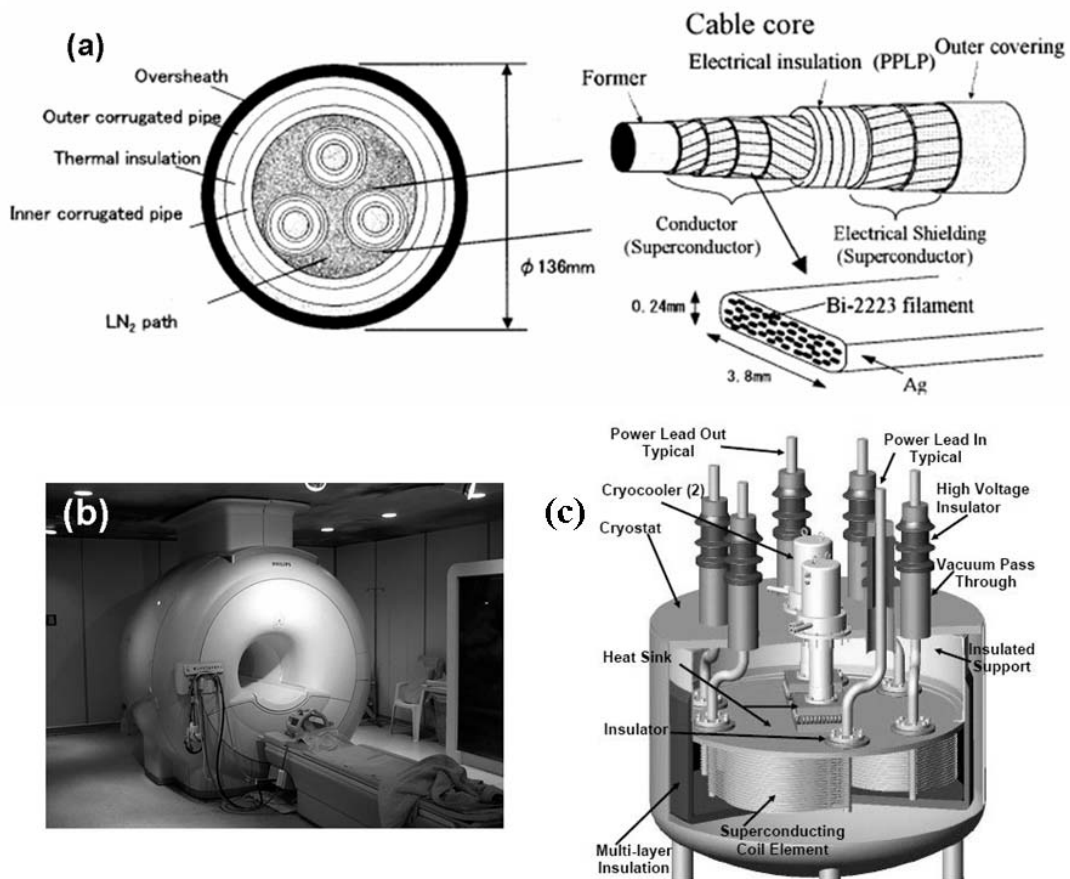 (a)
Oversheath
Outer corrugated pipe
Thermal insulation
Inner corrugated pipe
LN₂ path
ϕ136mm
Cable core
Former
Electrical insulation (PPLP)
Outer covering
Conductor
(Superconductor)
Electrical Shielding
(Superconductor)
0.24mm
3.8mm
Bi-2223 filament
Ag
(b)
PHILIPS
(c)
Power Lead Out
Typical
Power Lead In
Typical
Cryocooler (2)
Cryostat
High Voltage
Insulator
Vacuum Pass
Through
Heat Sink
Insulated
Support
Insulator
Superconducting
Coil Element
Multi-layer
Insulation